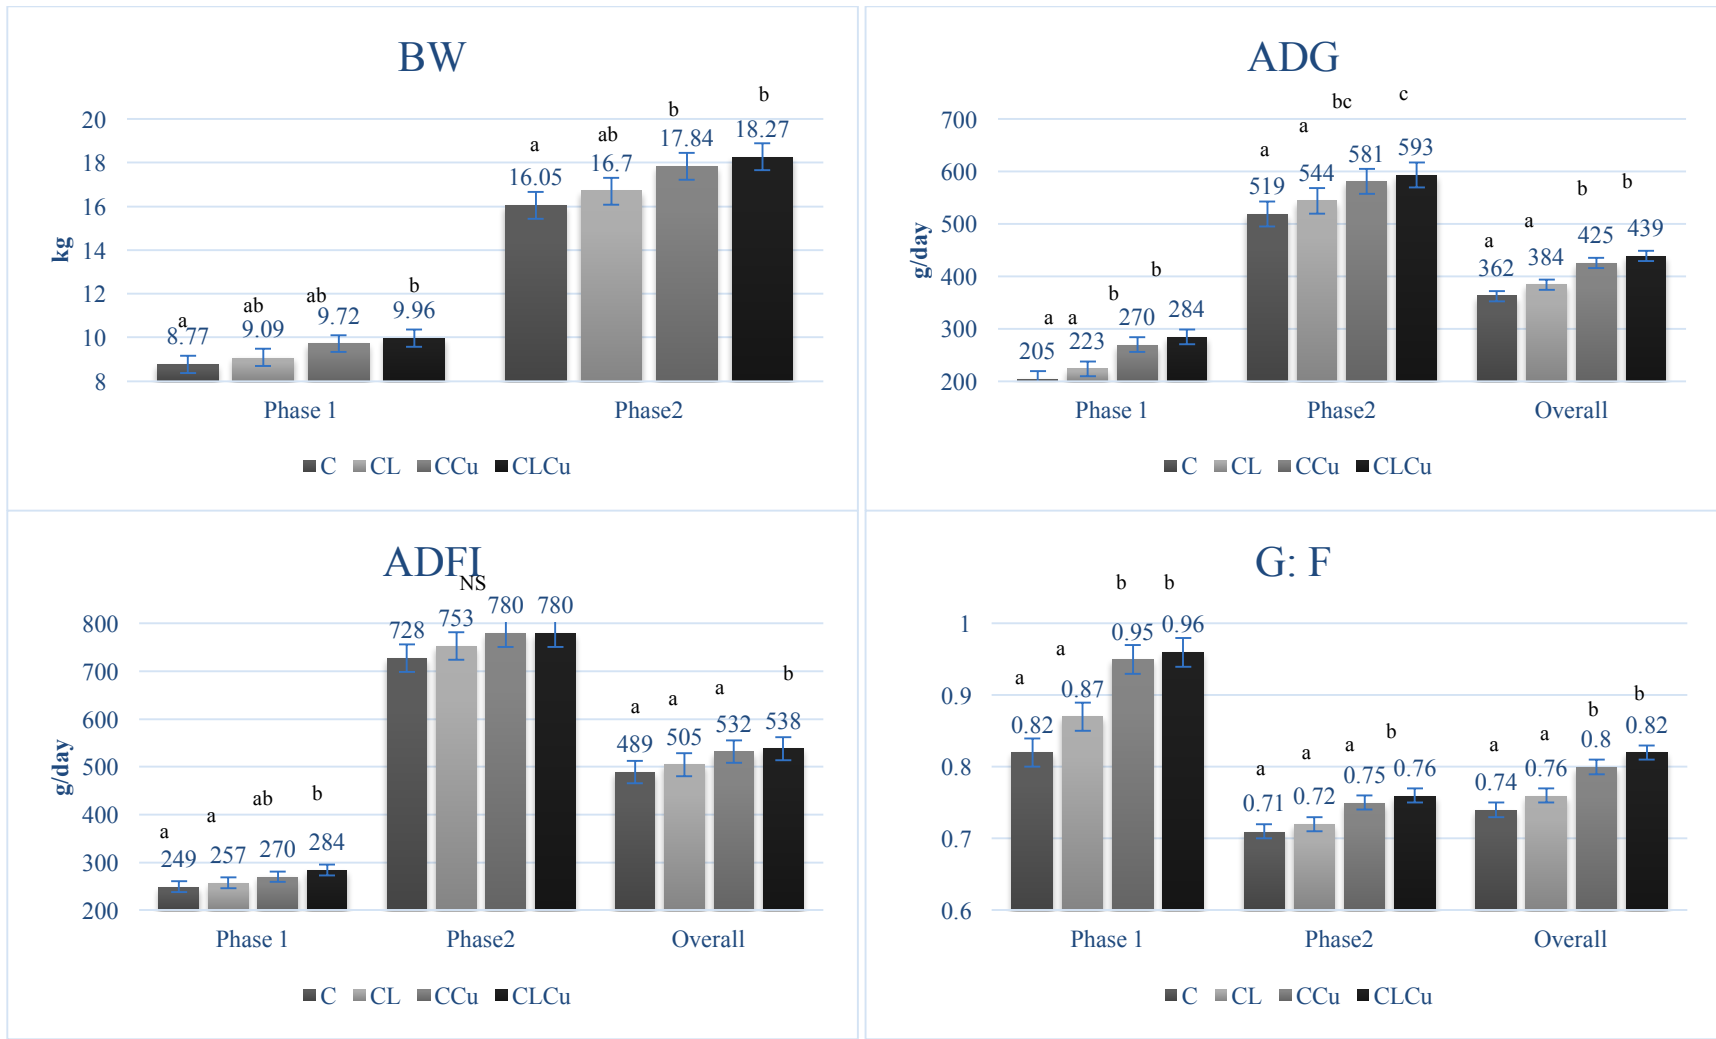 BW
b
b
ab
a
20
18.27
17.84
16.7
16.05
18
16
14
kg
12
b
ab
ab
a
9.96
9.72
9.09
8.77
10
8
Phase 1 Phase2
C CL CCu CLCu
ADG
c
bc
a
a
700
593
581
544
519
600
b
b
a
a
500
g/day
439
425
384
362
400
b
b
a a
300
284
270
223
205
200
Phase 1 Phase2 Overall
C CL CCu CLCu
ADFI
NS
780 780
753
728
800
700
b
a
a
a
600
538
532
505
489
500
g/day
400
b
ab
a
a
300
284
270
257
249
200
Phase 1 Phase2 Overall
C CL CCu CLCu
G: F
b b
a
a
1
0.96
0.95
0.87
0.82
0.9
b
b
a
a
0.82
0.8
0.76
0.74
0.8
b
a
a
a
0.76
0.75
0.72
0.71
0.7
0.6
Phase 1 Phase2 Overall
C CL CCu CLCu